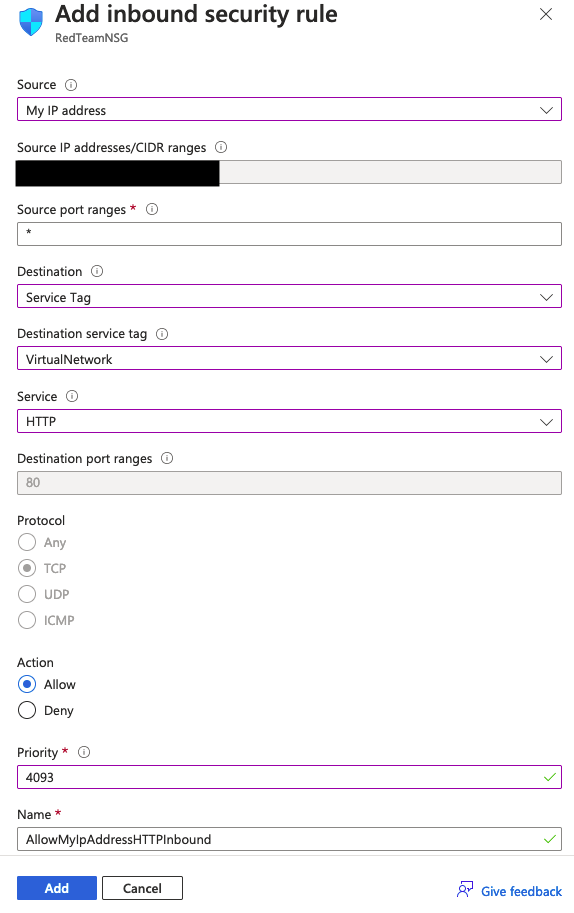 Add inbound security rule
RedTeamNSG
Source
My IP address
Source IP addresses/CIDR ranges
Source port ranges *
*
Destination
Service Tag
Destination service tag
VirtualNetwork
Service
HTTP
Destination port ranges
80
Protocol
Any
TCP
UDP
ICMP
Action
Allow
Deny
Priority *
4093
Name *
AllowMyIpAddressHTTPInbound
Add Cancel Give feedback